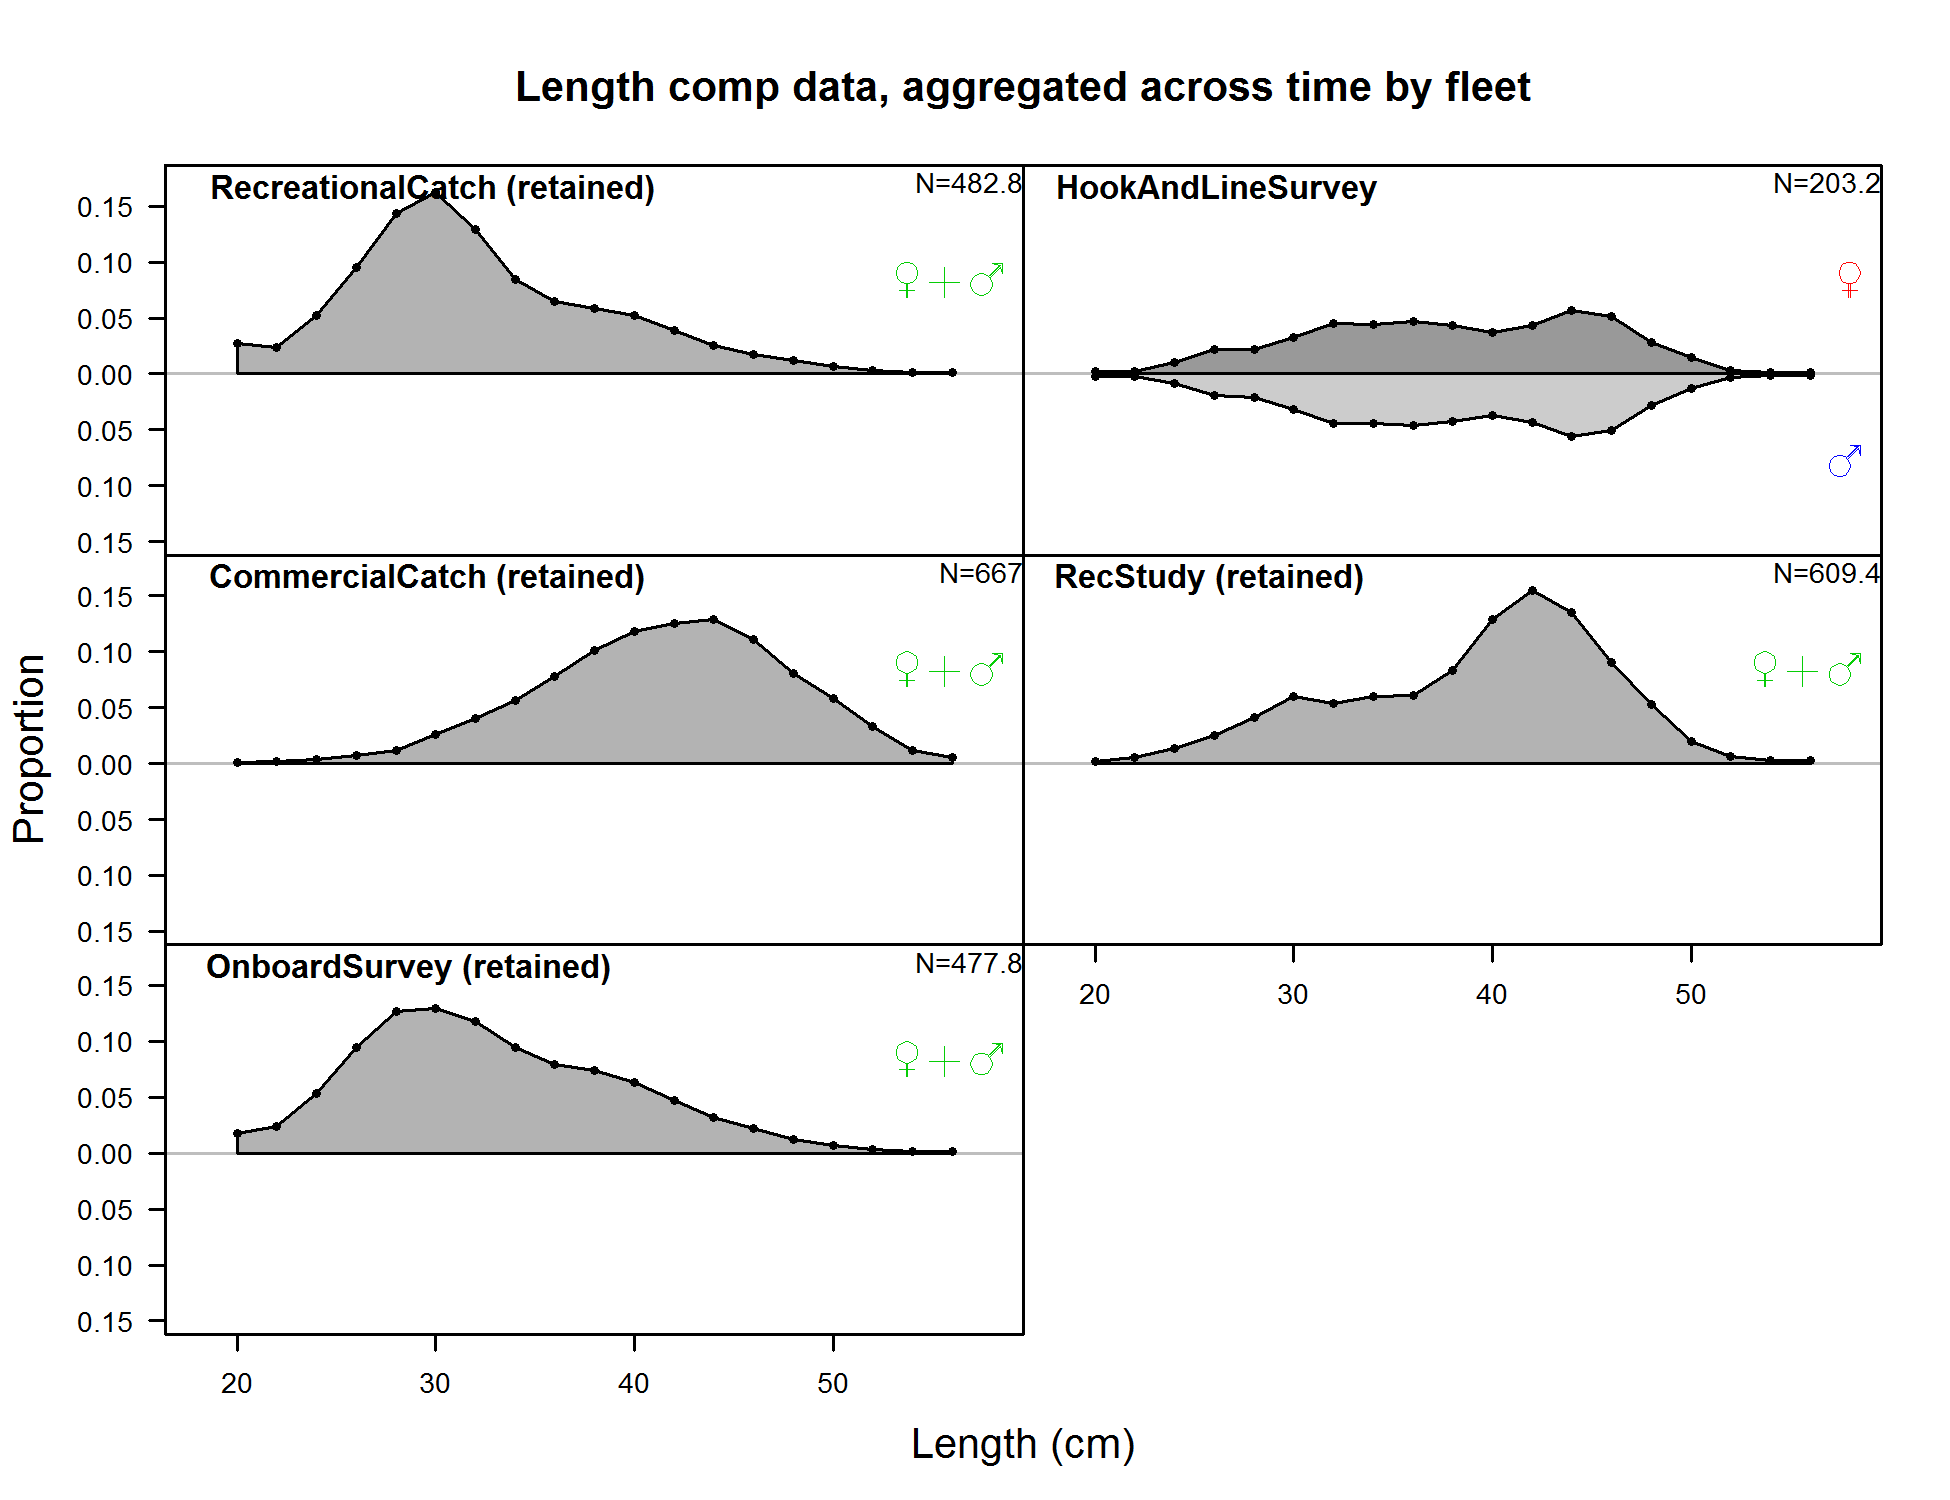 Length comp data, aggregated across time by fleet
RecreationalCatch (retained)
N=482.8
♀+♂
0.15
0.10
0.05
0.00
0.05
0.10
0.15
HookAndLineSurvey
N=203.2
♀
♂
CommercialCatch (retained)
N=667
♀+♂
0.15
0.10
0.05
0.00
0.05
0.10
0.15
RecStudy (retained)
N=609.4
♀+♂
20 30 40 50
OnboardSurvey (retained)
N=477.8
♀+♂
0.15
0.10
0.05
0.00
0.05
0.10
0.15
20 30 40 50
Proportion
Length (cm)